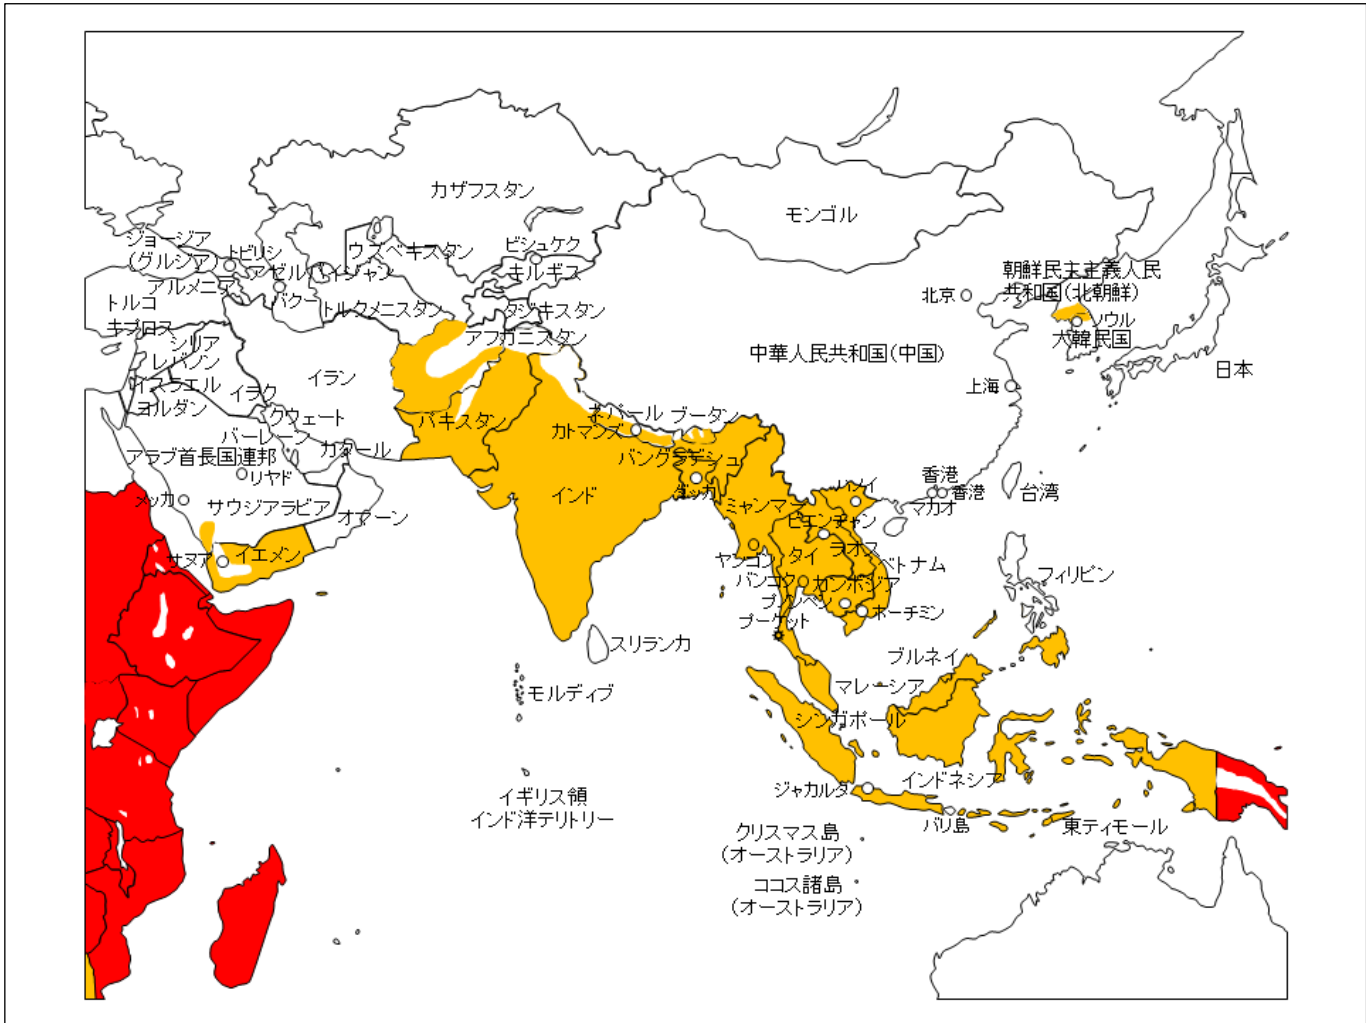 カザフスタン
モンゴル
ジョージア
(グルジア)
トビリシ
ウズベキスタン
ビシュケク
キルギス
アゼルバイジャン
アルメニア
バクー
トルクメニスタン
タジキスタン
朝鮮民主主義人民
共和国(北朝鮮)
北京
トルコ
キプロス
シリア
アフガニスタン
ソウル
大韓民国
レバノン
イスラエル
イラク
イラン
中華人民共和国(中国)
日本
上海
ヨルダン
クウェート
バーレーン
カタール
パキスタン
ネパール
ブータン
カトマンズ
アラブ首長国連邦
リヤド
バングラデシュ
ダッカ
インド
メッカ
サウジアラビア
オマーン
ミャンマー
ハノイ
香港
香港
マカオ
台湾
ビエンチャン
ラオス
サヌア
イエメン
ヤンゴン
タイ
ベトナム
バンコク
カンボジア
フィリピン
プノンペン
ホーチミン
プーケット
スリランカ
ブルネイ
モルディブ
マレーシア
シンガポール
インドネシア
ジャカルタ
イギリス領
インド洋テリトリー
バリ島
東ティモール
クリスマス島
(オーストラリア)
ココス諸島
(オーストラリア)